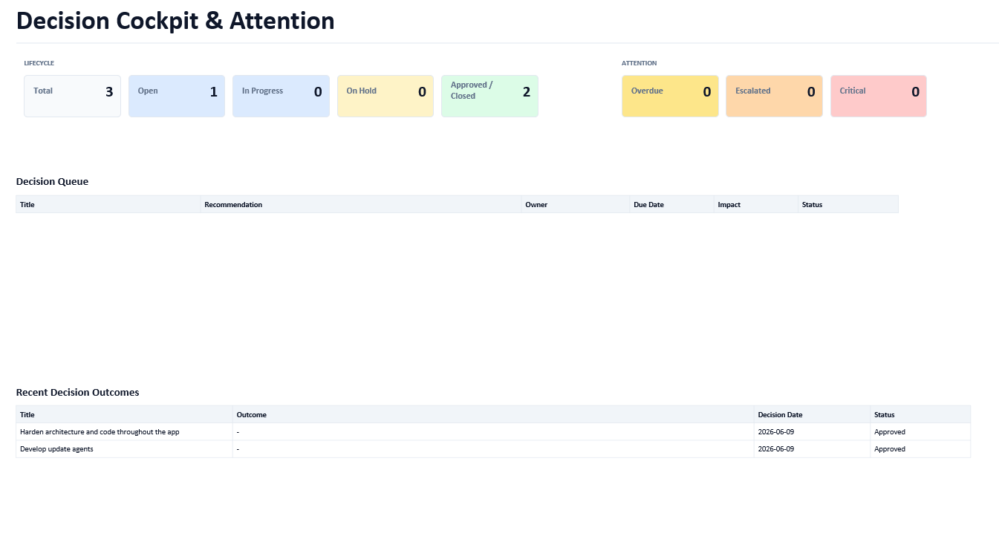 Decision Cockpit & Attention
LIFECYCLE
ATTENTION
Total 3
Open 1
In Progress 0
On Hold 0
Approved /
Closed 2
Overdue 0
Escalated 0
Critical 0
Decision Queue
Title Recommendation Owner Due Date Impact Status
Recent Decision Outcomes
Title Outcome Decision Date Status
Harden architecture and code throughout the app - 2026-06-09 Approved
Develop update agents - 2026-06-09 Approved